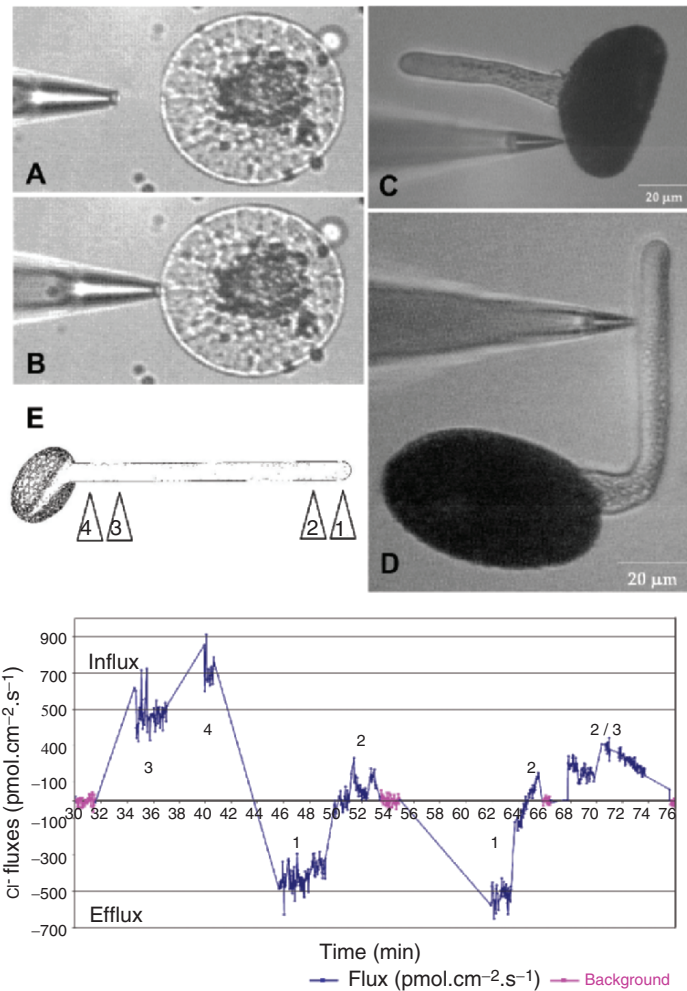 A
B
C
20 µm
D
20 µm
E
4 3 2 1
900
700
500
400
-100
-100
-300
-500
-700
Cl- fluxes (pmol.cm−2.s−1)
Influx
Efflux
3
4
1
2
1
2
2 / 3
30 32 34 36 38 40 42 44 46 48 50 52 54 56 58 60 62 64 66 68 70 72 74 76
Time (min)
Flux (pmol.cm−2.s−1) Background